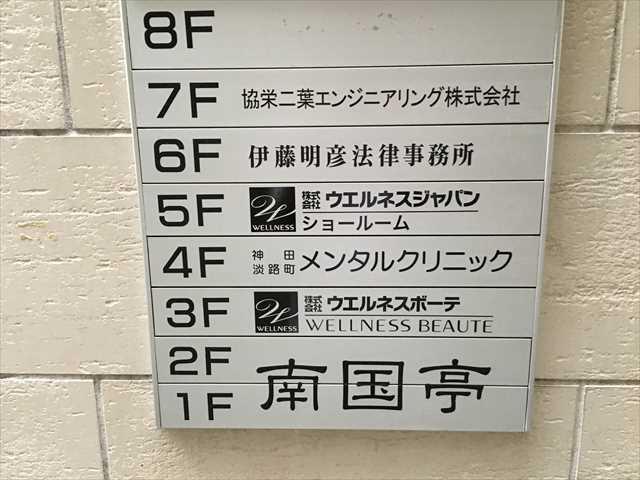 8F
7F 協栄二葉エンジニアリング株式会社
6F 伊藤明彦法律事務所
5F WELLNESS 株式会社 ウエルネスジャパン
ショールーム
4F 神田淡路町 メンタルクリニック
3F WELLNESS 株式会社 ウエルネスボーテ
WELLNESS BEAUTE
2F
1F 南国亭